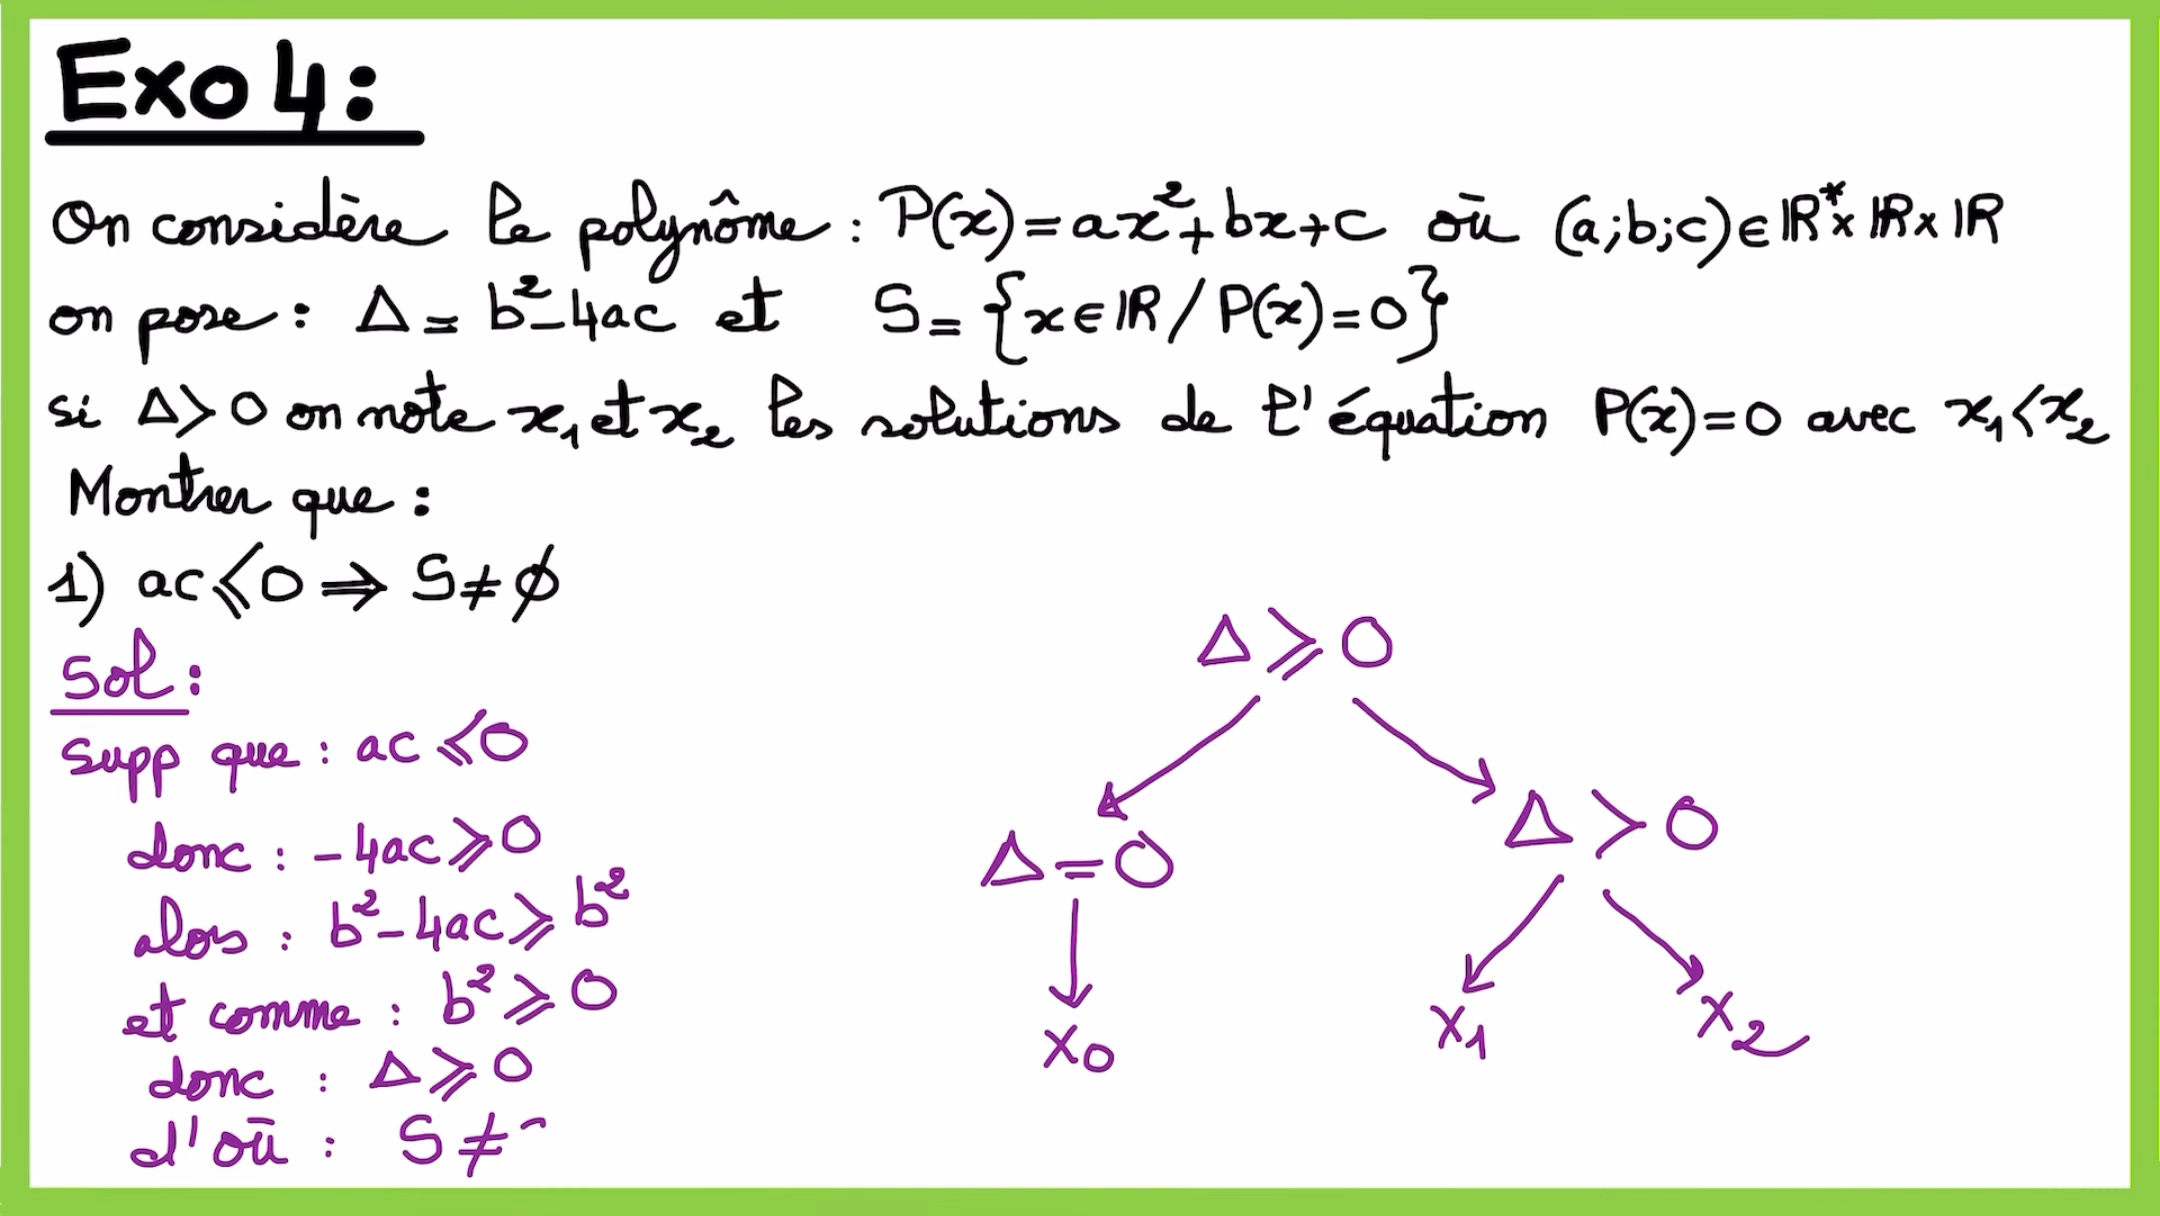 Exo 4:
On considère le polynôme : P(x)=ax²+bx+c où (a;b;c)∈ℝ*×ℝ×ℝ
on pose : Δ = b²-4ac et S = {x∈ℝ/P(x)=0}
si Δ>0 on note x₁ et x₂ les solutions de l'équation P(x)=0 avec x₁<x₂
Montrer que :
1) ac⩽0 ⇒ S≠∅
Sol :
Supp que : ac⩽0
donc : -4ac⩾0
alors : b²-4ac⩾b²
et comme : b²⩾0
donc : Δ⩾0
d'où : S≠
Δ⩾0
Δ=0
Δ>0
x₀
x₁
x₂